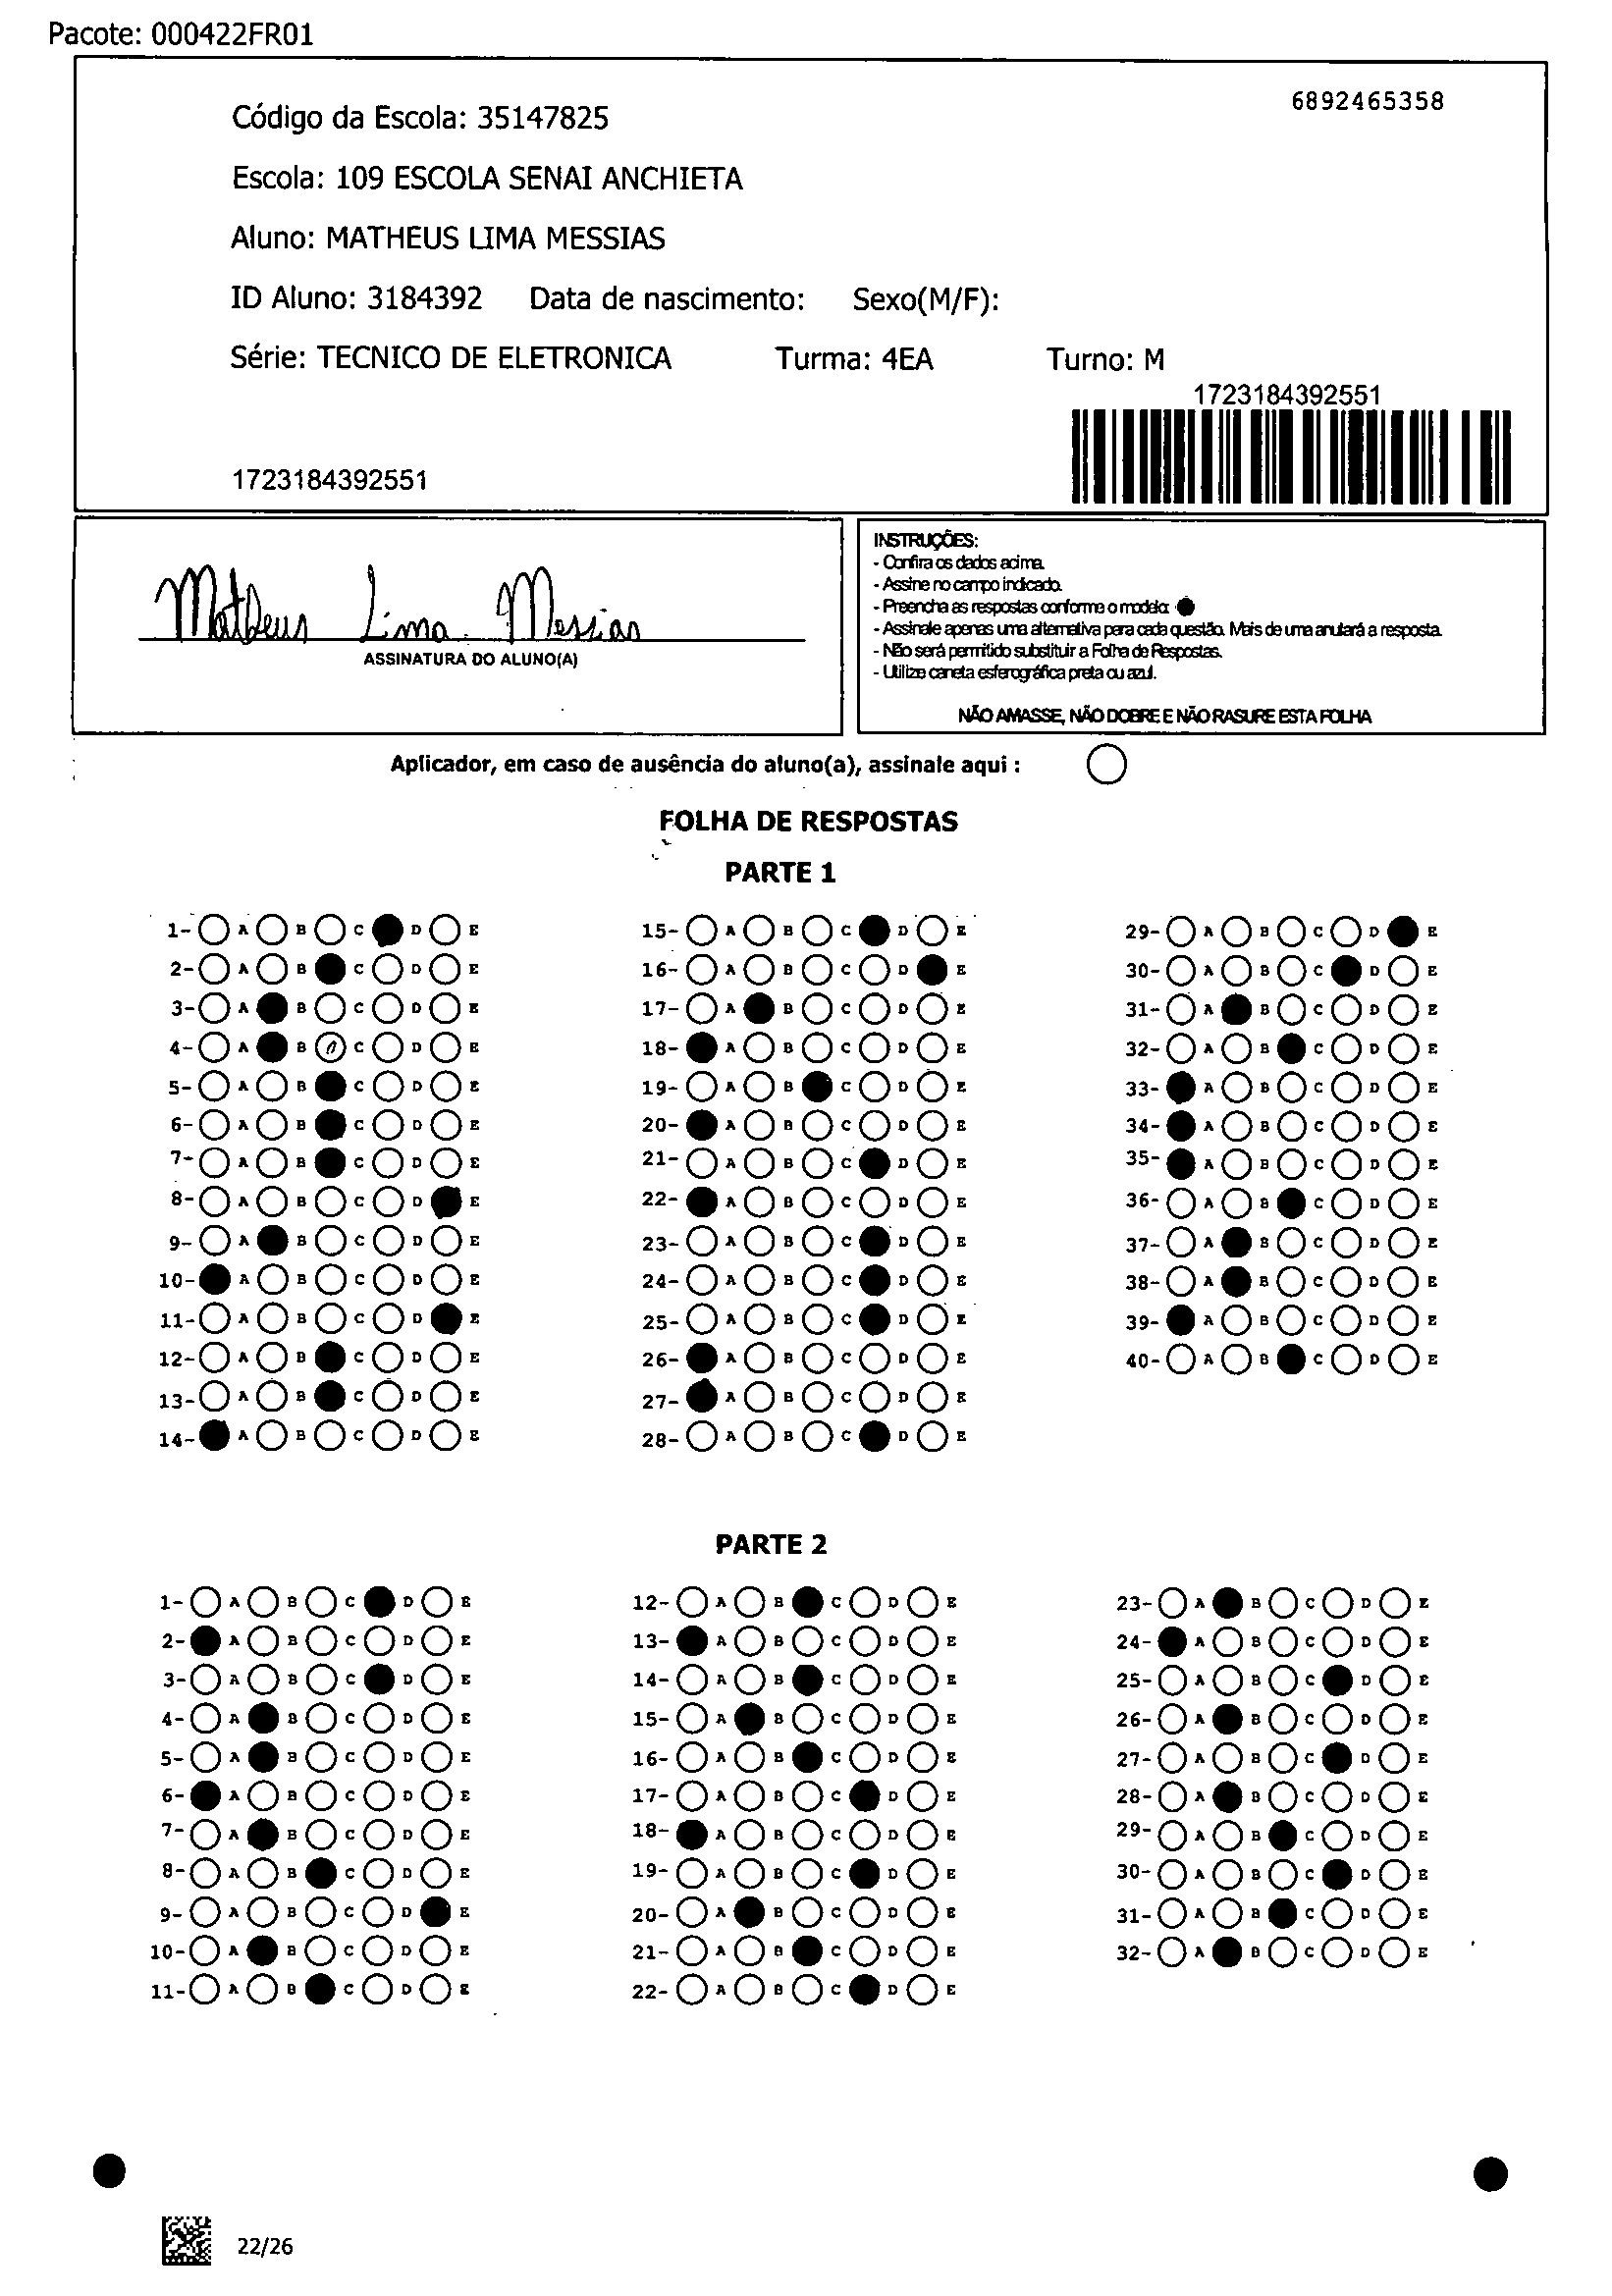 Pacote: 000422FR01
6892465358
Código da Escola: 35147825
Escola: 109 ESCOLA SENAI ANCHIETA
Aluno: MATHEUS LIMA MESSIAS
ID Aluno: 3184392 Data de nascimento: Sexo(M/F):
Série: TECNICO DE ELETRONICA Turma: 4EA Turno: M
1723184392551
1723184392551
Matheus Lima Messias
ASSINATURA DO ALUNO(A)
INSTRUÇÕES:
- Confira os dados acima.
- Assine no campo indicado.
- Preencha as respostas conforme o modelo:
- Assinale apenas uma alternativa para cada questão. Mais de uma anulará a resposta.
- Não será permitido substituir a Folha de Respostas.
- Utilize caneta esferográfica preta ou azul.
NÃO AMASSE, NÃO DOBRE E NÃO RASURE ESTA FOLHA
Aplicador, em caso de ausência do aluno(a), assinale aqui :
FOLHA DE RESPOSTAS
PARTE 1
1- A B C D E 15- A B C D E 29- A B C D E
2- A B C D E 16- A B C D E 30- A B C D E
3- A B C D E 17- A B C D E 31- A B C D E
4- A B C D E 18- A B C D E 32- A B C D E
5- A B C D E 19- A B C D E 33- A B C D E
6- A B C D E 20- A B C D E 34- A B C D E
7- A B C D E 21- A B C D E 35- A B C D E
8- A B C D E 22- A B C D E 36- A B C D E
9- A B C D E 23- A B C D E 37- A B C D E
10- A B C D E 24- A B C D E 38- A B C D E
11- A B C D E 25- A B C D E 39- A B C D E
12- A B C D E 26- A B C D E 40- A B C D E
13- A B C D E 27- A B C D E
14- A B C D E 28- A B C D E
PARTE 2
1- A B C D E 12- A B C D E 23- A B C D E
2- A B C D E 13- A B C D E 24- A B C D E
3- A B C D E 14- A B C D E 25- A B C D E
4- A B C D E 15- A B C D E 26- A B C D E
5- A B C D E 16- A B C D E 27- A B C D E
6- A B C D E 17- A B C D E 28- A B C D E
7- A B C D E 18- A B C D E 29- A B C D E
8- A B C D E 19- A B C D E 30- A B C D E
9- A B C D E 20- A B C D E 31- A B C D E
10- A B C D E 21- A B C D E 32- A B C D E
11- A B C D E 22- A B C D E
22/26